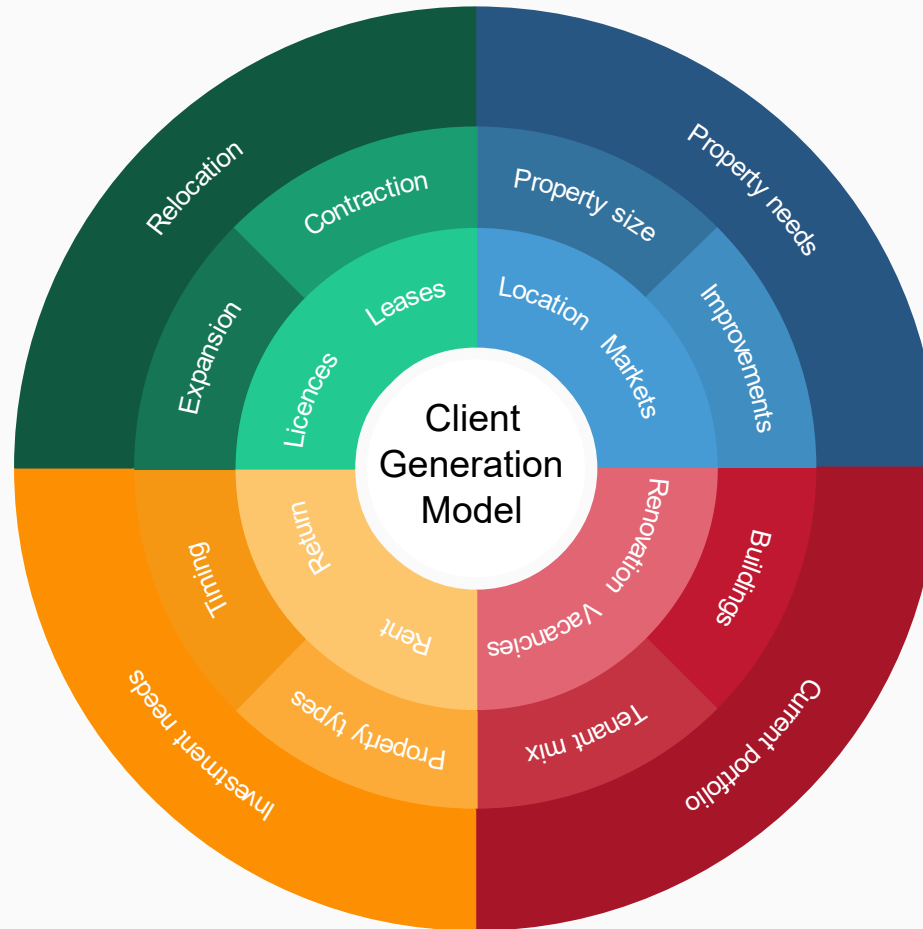 Client
Generation
Model
Property needs
Property size
Improvements
Location
Markets
Current portfolio
Buildings
Tenant mix
Renovation
Vacancies
Investment needs
Property types
Timing
Rent
Return
Relocation
Expansion
Contraction
Licences
Leases